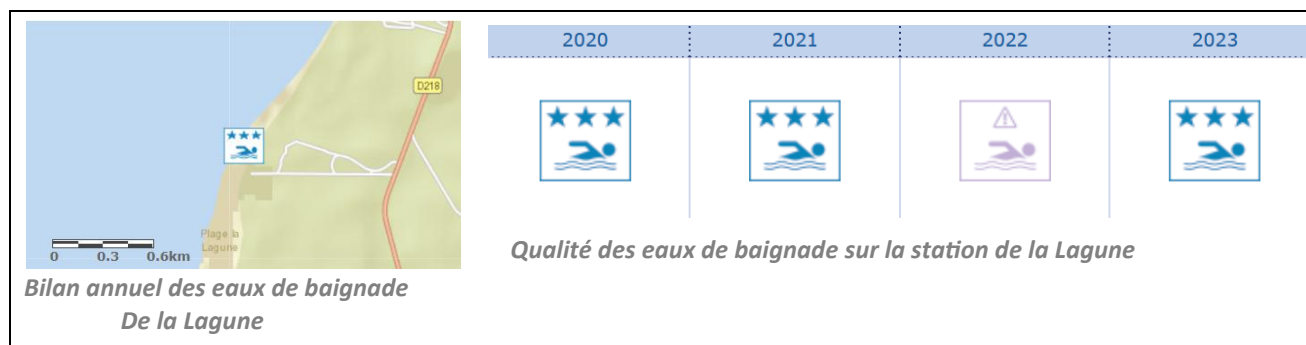 D218
Plage la
Lagune
0 0.3 0.6km
Bilan annuel des eaux de baignade
De la Lagune
2020 2021 2022 2023
Qualité des eaux de baignade sur la station de la Lagune